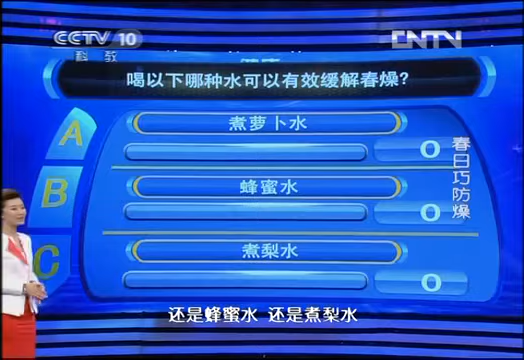 CCTV 10
科教
CNTV
喝以下哪种水可以有效缓解春燥?
A
煮萝卜水
0
B
蜂蜜水
0
C
煮梨水
0
春日巧防燥
还是蜂蜜水 还是煮梨水